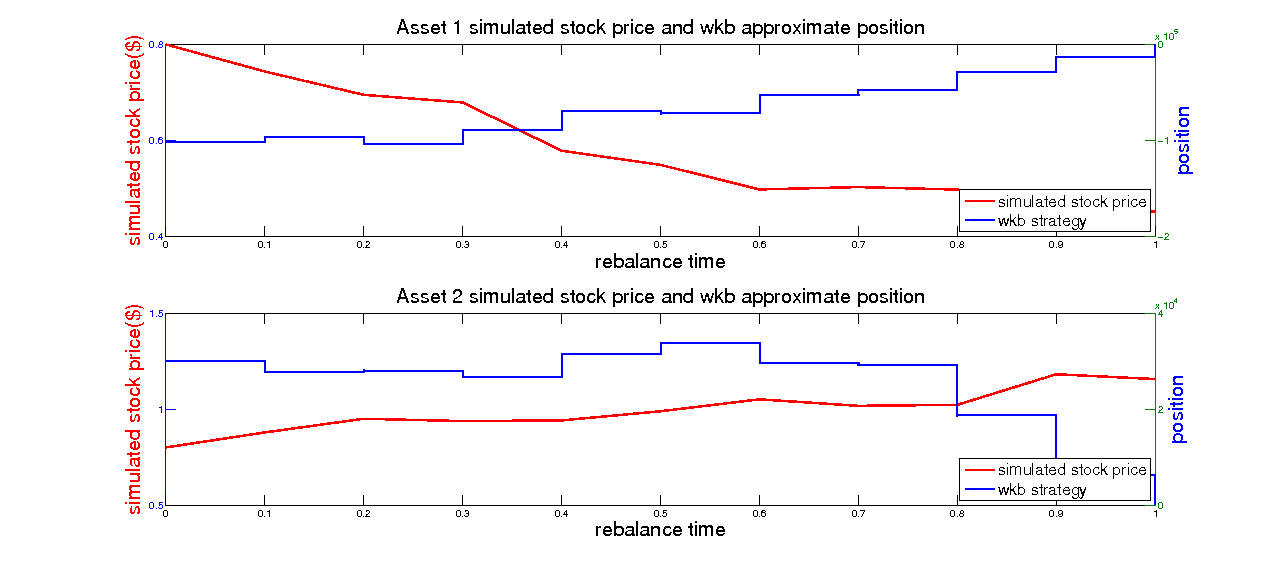 Asset 1 simulated stock price and wkb approximate position
x 10^5
simulated stock price($)
0.8
0.6
0.4
0
-1
-2
position
simulated stock price
wkb strategy
0 0.1 0.2 0.3 0.4 0.5 0.6 0.7 0.8 0.9 1
rebalance time
Asset 2 simulated stock price and wkb approximate position
x 10^4
simulated stock price($)
1.5
1
0.5
4
2
0
position
simulated stock price
wkb strategy
0 0.1 0.2 0.3 0.4 0.5 0.6 0.7 0.8 0.9 1
rebalance time